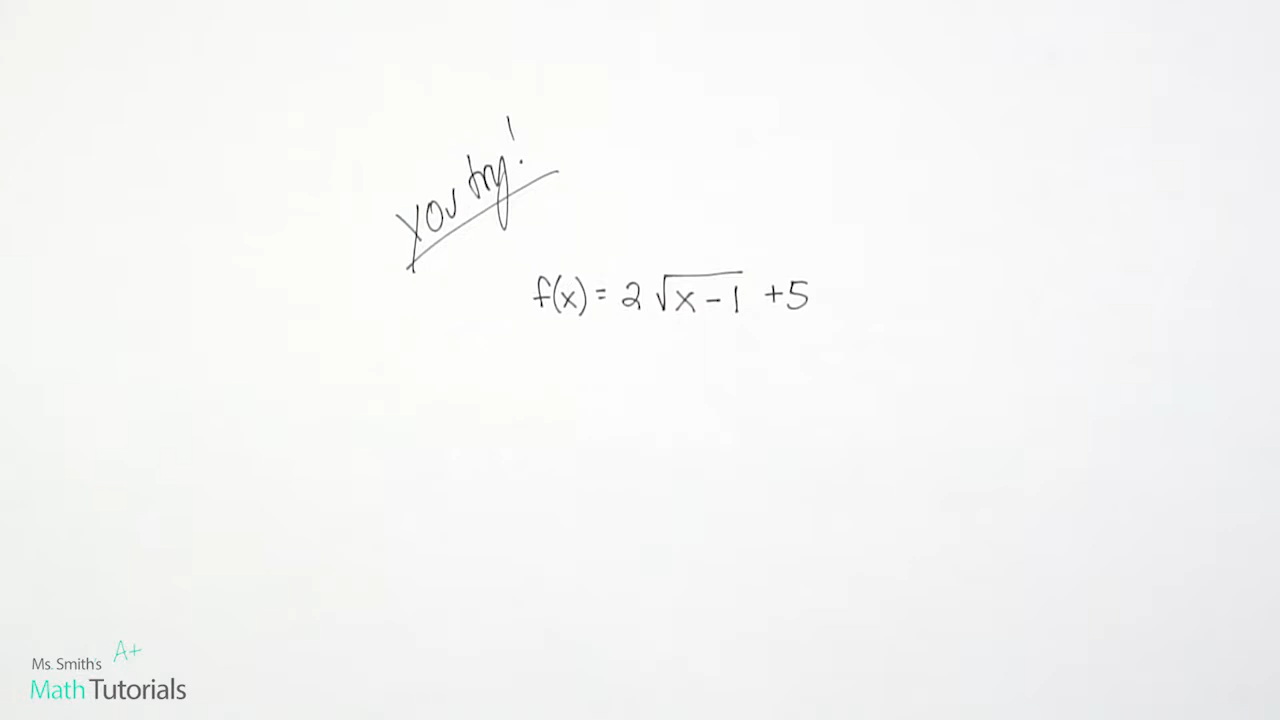 you try!
f(x) = 2 √(x - 1) + 5
Ms. Smith's A+
Math Tutorials